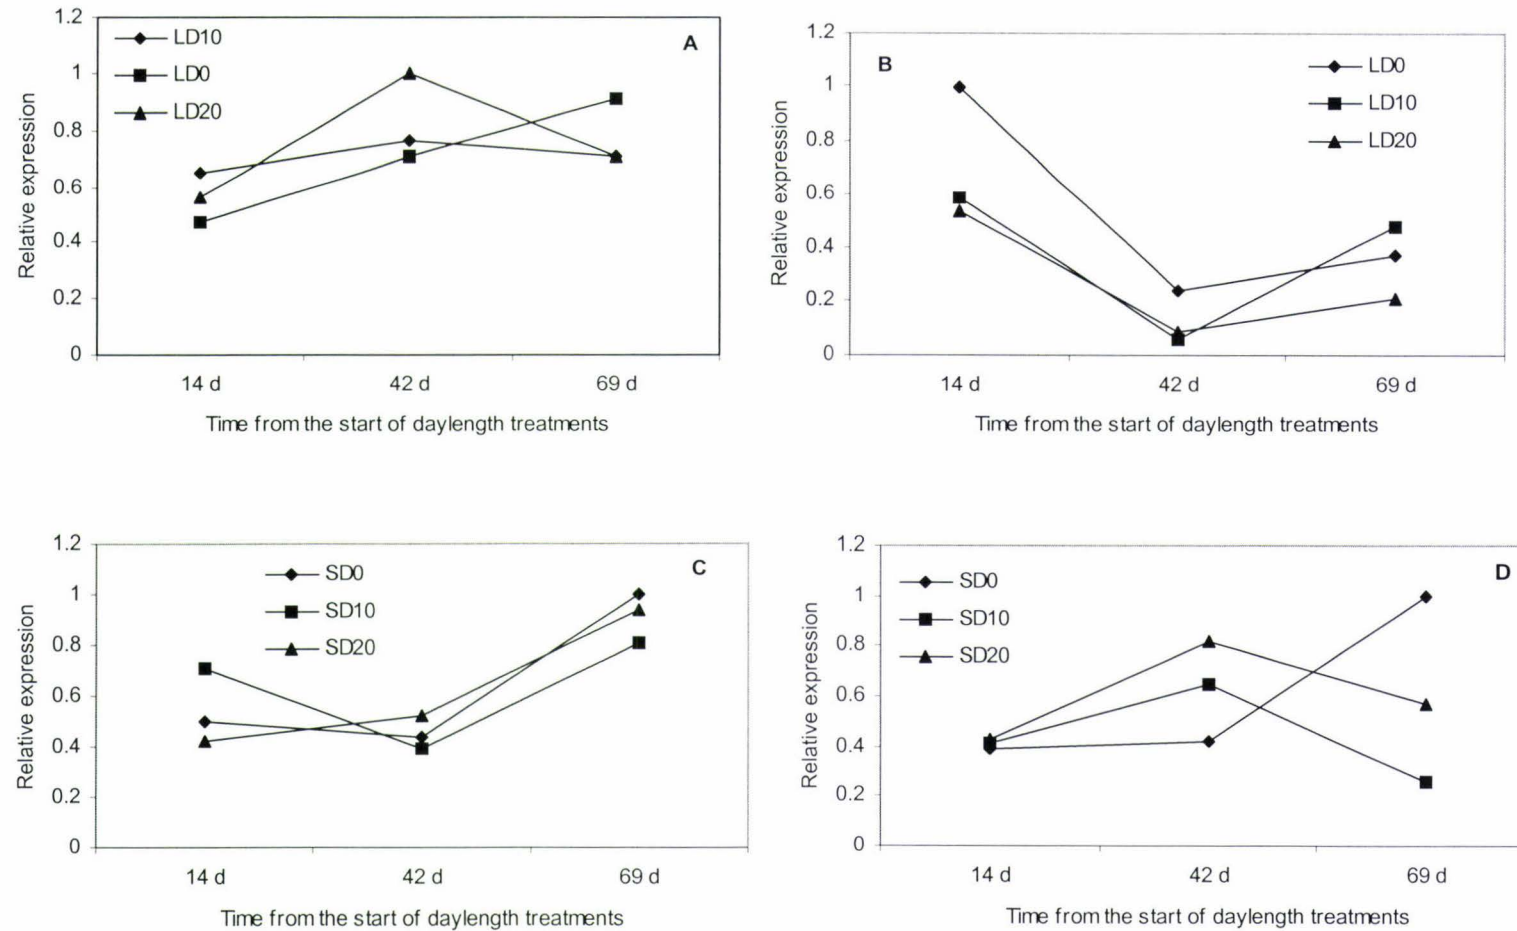 A
Relative expression
1.2
1
0.8
0.6
0.4
0.2
0
LD10
LD0
LD20
14 d 42 d 69 d
Time from the start of daylength treatments
B
Relative expression
1.2
1
0.8
0.6
0.4
0.2
0
LD0
LD10
LD20
14 d 42 d 69 d
Time from the start of daylength treatments
C
Relative expression
1.2
1
0.8
0.6
0.4
0.2
0
SD0
SD10
SD20
14 d 42 d 69 d
Time from the start of daylength treatments
D
Relative expression
1.2
1
0.8
0.6
0.4
0.2
0
SD0
SD10
SD20
14 d 42 d 69 d
Time from the start of daylength treatments